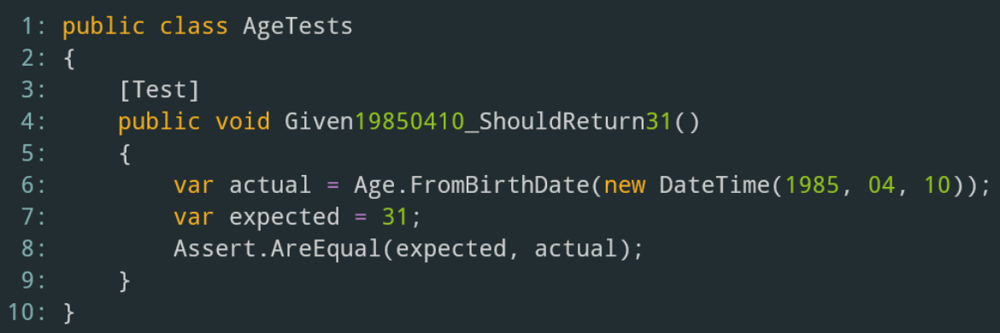 1: public class AgeTests
2: {
3:     [Test]
4:     public void Given19850410_ShouldReturn31()
5:     {
6:         var actual = Age.FromBirthDate(new DateTime(1985, 04, 10));
7:         var expected = 31;
8:         Assert.AreEqual(expected, actual);
9:     }
10: }